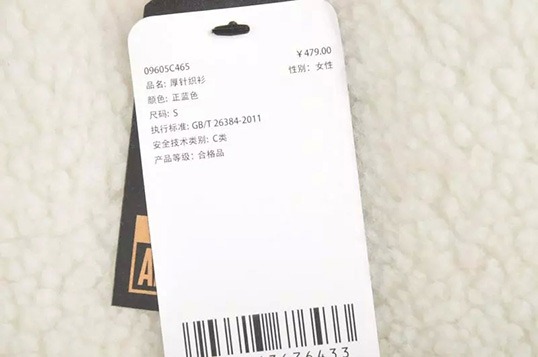 09605C465
¥479.00
品名: 厚针织衫
性别: 女性
颜色: 正蓝色
尺码: S
执行标准: GB/T 26384-2011
安全技术类别: C类
产品等级: 合格品